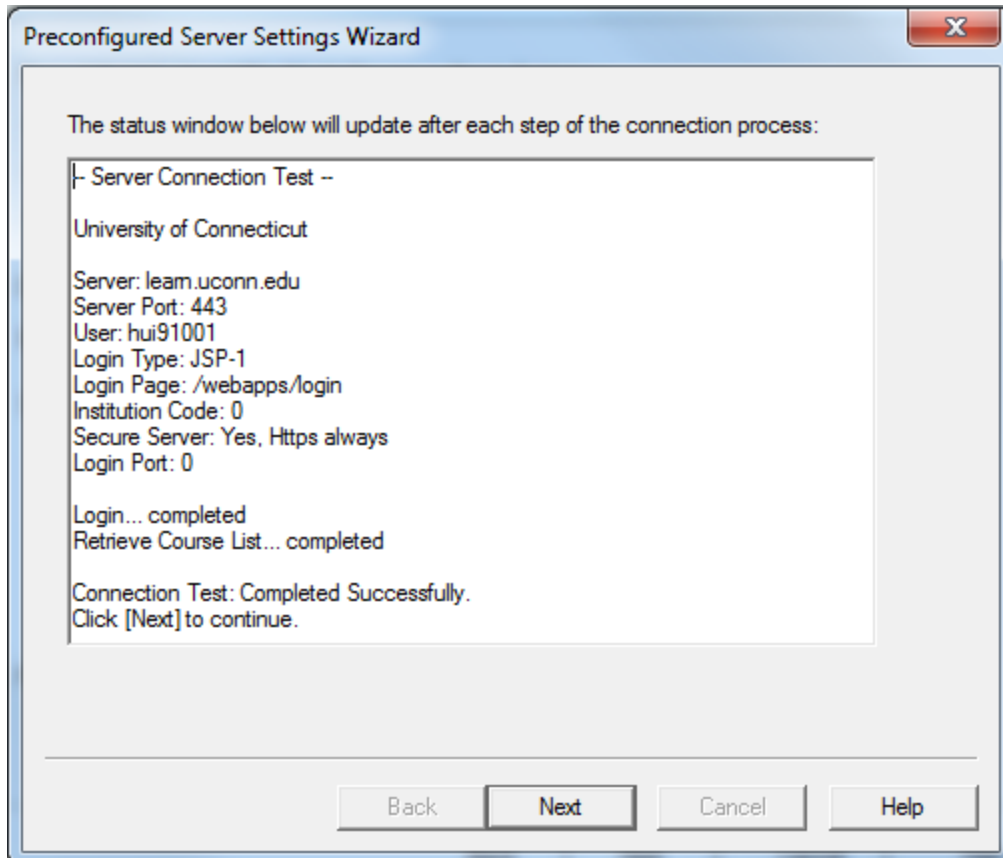 Preconfigured Server Settings Wizard
The status window below will update after each step of the connection process:
-- Server Connection Test --
University of Connecticut
Server: learn.uconn.edu
Server Port: 443
User: hui91001
Login Type: JSP-1
Login Page: /webapps/login
Institution Code: 0
Secure Server: Yes, Https always
Login Port: 0
Login... completed
Retrieve Course List... completed
Connection Test: Completed Successfully.
Click [Next] to continue.
Back
Next
Cancel
Help